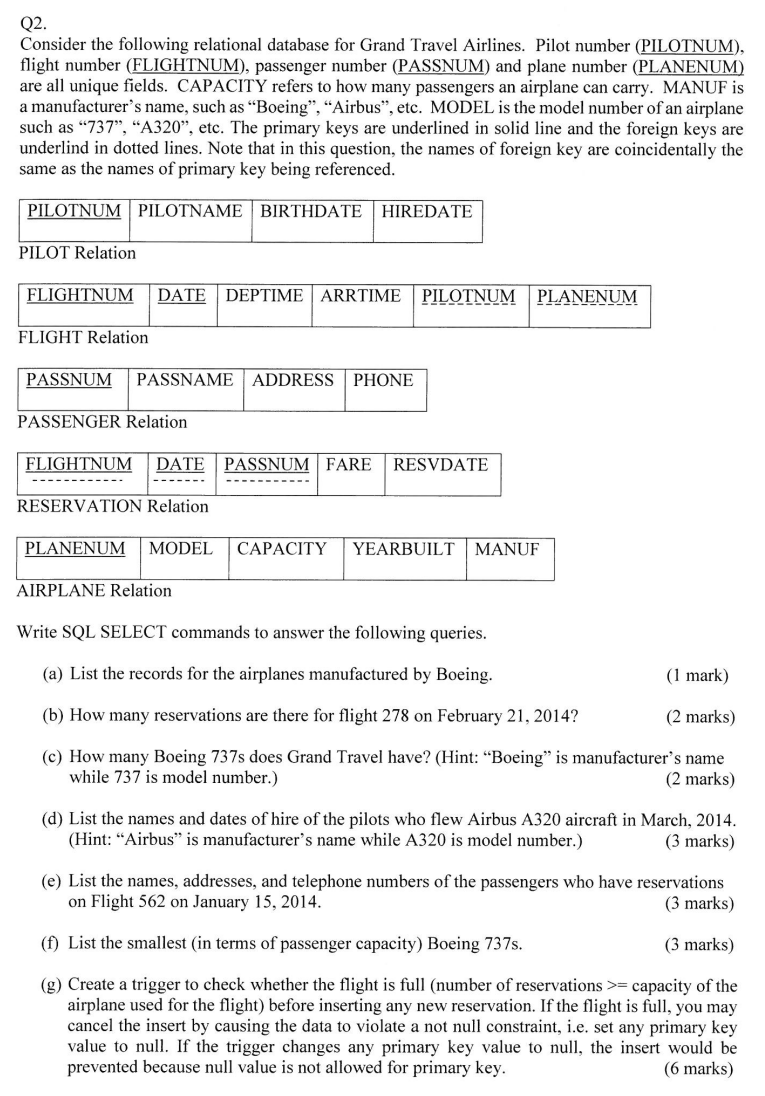 Q2.
Consider the following relational database for Grand Travel Airlines. Pilot number (PILOTNUM),
flight number (FLIGHTNUM), passenger number (PASSNUM) and plane number (PLANENUM)
are all unique fields. CAPACITY refers to how many passengers an airplane can carry. MANUF is
a manufacturer's name, such as “Boeing”, “Airbus”, etc. MODEL is the model number of an airplane
such as “737”, “A320”, etc. The primary keys are underlined in solid line and the foreign keys are
underlind in dotted lines. Note that in this question, the names of foreign key are coincidentally the
same as the names of primary key being referenced.
PILOTNUM PILOTNAME BIRTHDATE HIREDATE
PILOT Relation
FLIGHTNUM DATE DEPTIME ARRTIME PILOTNUM PLANENUM
FLIGHT Relation
PASSNUM PASSNAME ADDRESS PHONE
PASSENGER Relation
FLIGHTNUM DATE PASSNUM FARE RESVDATE
RESERVATION Relation
PLANENUM MODEL CAPACITY YEARBUILT MANUF
AIRPLANE Relation
Write SQL SELECT commands to answer the following queries.
(a) List the records for the airplanes manufactured by Boeing. (1 mark)
(b) How many reservations are there for flight 278 on February 21, 2014? (2 marks)
(c) How many Boeing 737s does Grand Travel have? (Hint: “Boeing” is manufacturer's name
while 737 is model number.) (2 marks)
(d) List the names and dates of hire of the pilots who flew Airbus A320 aircraft in March, 2014.
(Hint: “Airbus” is manufacturer's name while A320 is model number.) (3 marks)
(e) List the names, addresses, and telephone numbers of the passengers who have reservations
on Flight 562 on January 15, 2014. (3 marks)
(f) List the smallest (in terms of passenger capacity) Boeing 737s. (3 marks)
(g) Create a trigger to check whether the flight is full (number of reservations >= capacity of the
airplane used for the flight) before inserting any new reservation. If the flight is full, you may
cancel the insert by causing the data to violate a not null constraint, i.e. set any primary key
value to null. If the trigger changes any primary key value to null, the insert would be
prevented because null value is not allowed for primary key. (6 marks)